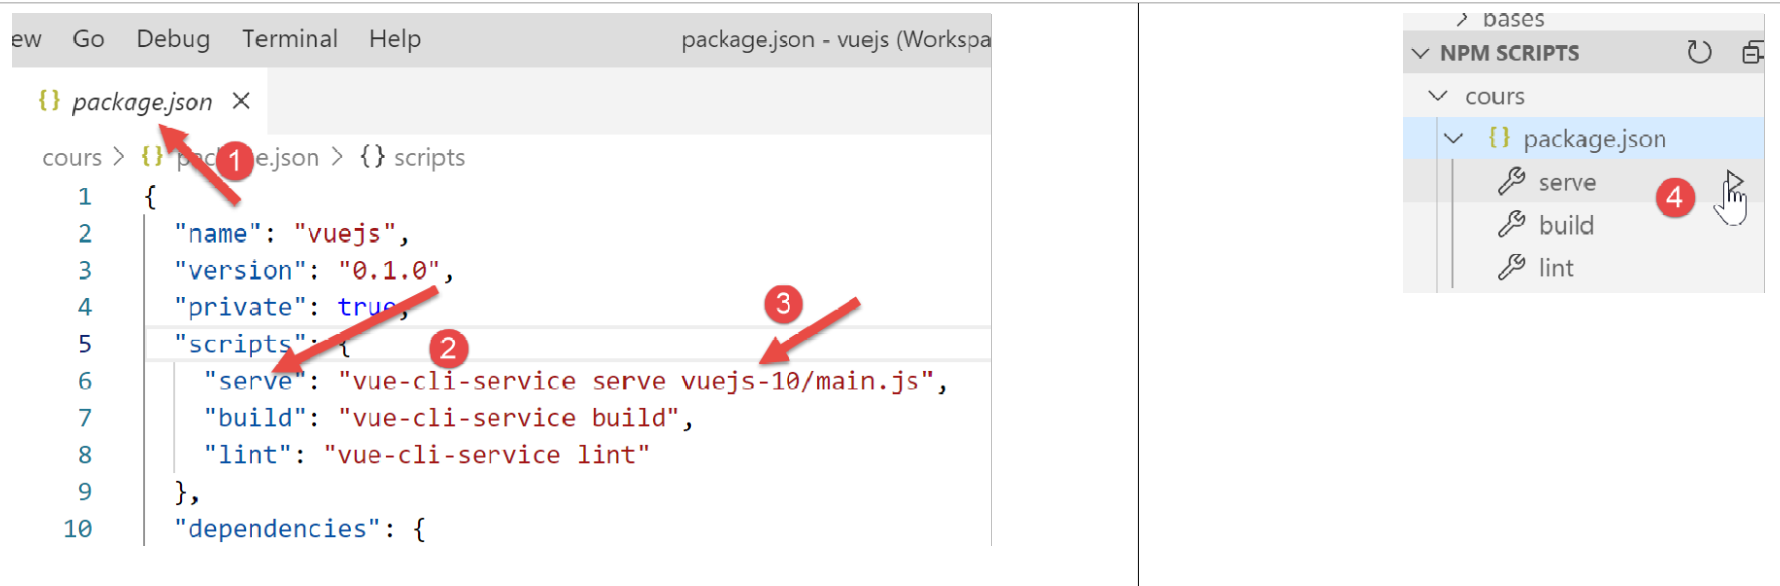 ew Go Debug Terminal Help package.json - vuejs (Workspa
{} package.json ×
cours > {} package.json > {} scripts
1
1 {
2 "name": "vuejs",
3 "version": "0.1.0",
4 "private": true,
3
5 "scripts": {
2
6 "serve": "vue-cli-service serve vuejs-10/main.js",
7 "build": "vue-cli-service build",
8 "lint": "vue-cli-service lint"
9 },
10 "dependencies": {
> bases
NPM SCRIPTS
cours
{} package.json
serve
4
build
lint